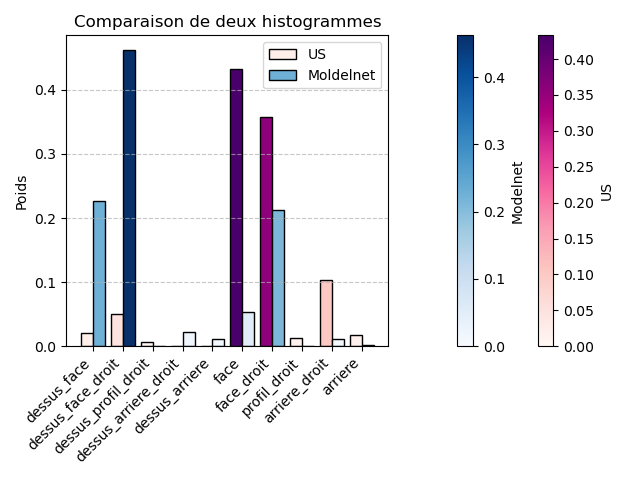 Comparaison de deux histogrammes
US
Moldelnet
Poids
0.4
0.3
0.2
0.1
0.0
dessus_face
dessus_face_droit
dessus_profil_droit
dessus_arriere_droit
dessus_arriere
face
face_droit
profil_droit
arriere_droit
arriere
0.4
0.3
0.2
0.1
0.0
Modelnet
0.40
0.35
0.30
0.25
0.20
0.15
0.10
0.05
0.00
US